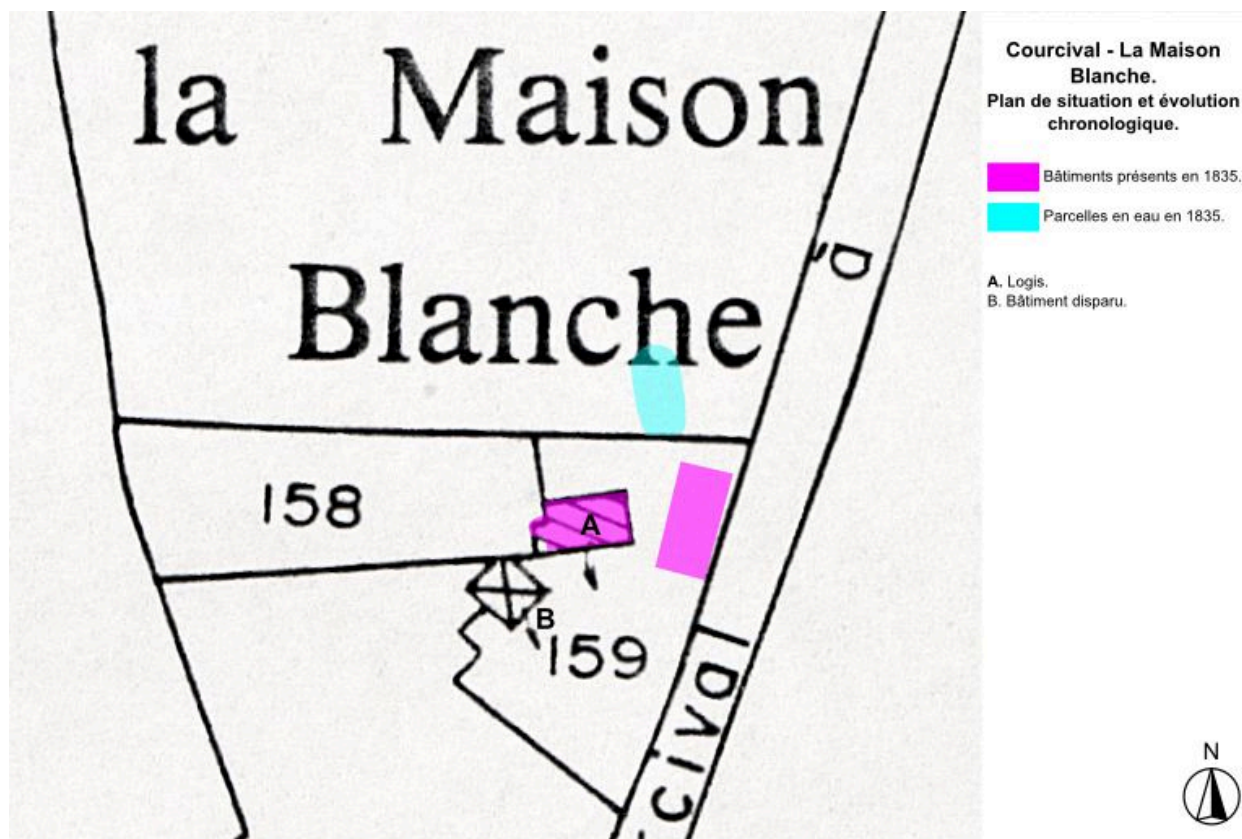 la Maison
Blanche
à
158
A
B
159
cival
Courcival - La Maison
Blanche.
Plan de situation et évolution
chronologique.
Bâtiments présents en 1835.
Parcelles en eau en 1835.
A. Logis.
B. Bâtiment disparu.
N